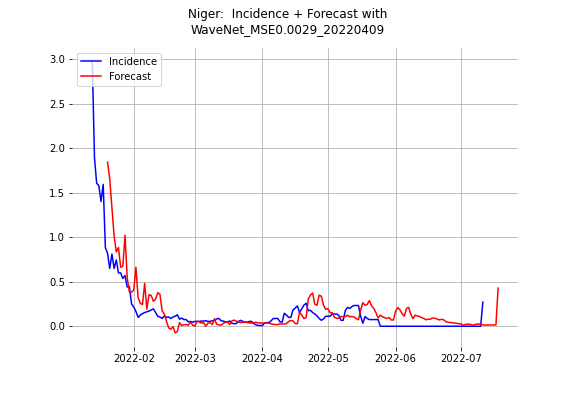 Niger:  Incidence + Forecast with
WaveNet_MSE0.0029_20220409
3.0
Incidence
Forecast
2.5
2.0
1.5
1.0
0.5
0.0
2022-02 2022-03 2022-04 2022-05 2022-06 2022-07